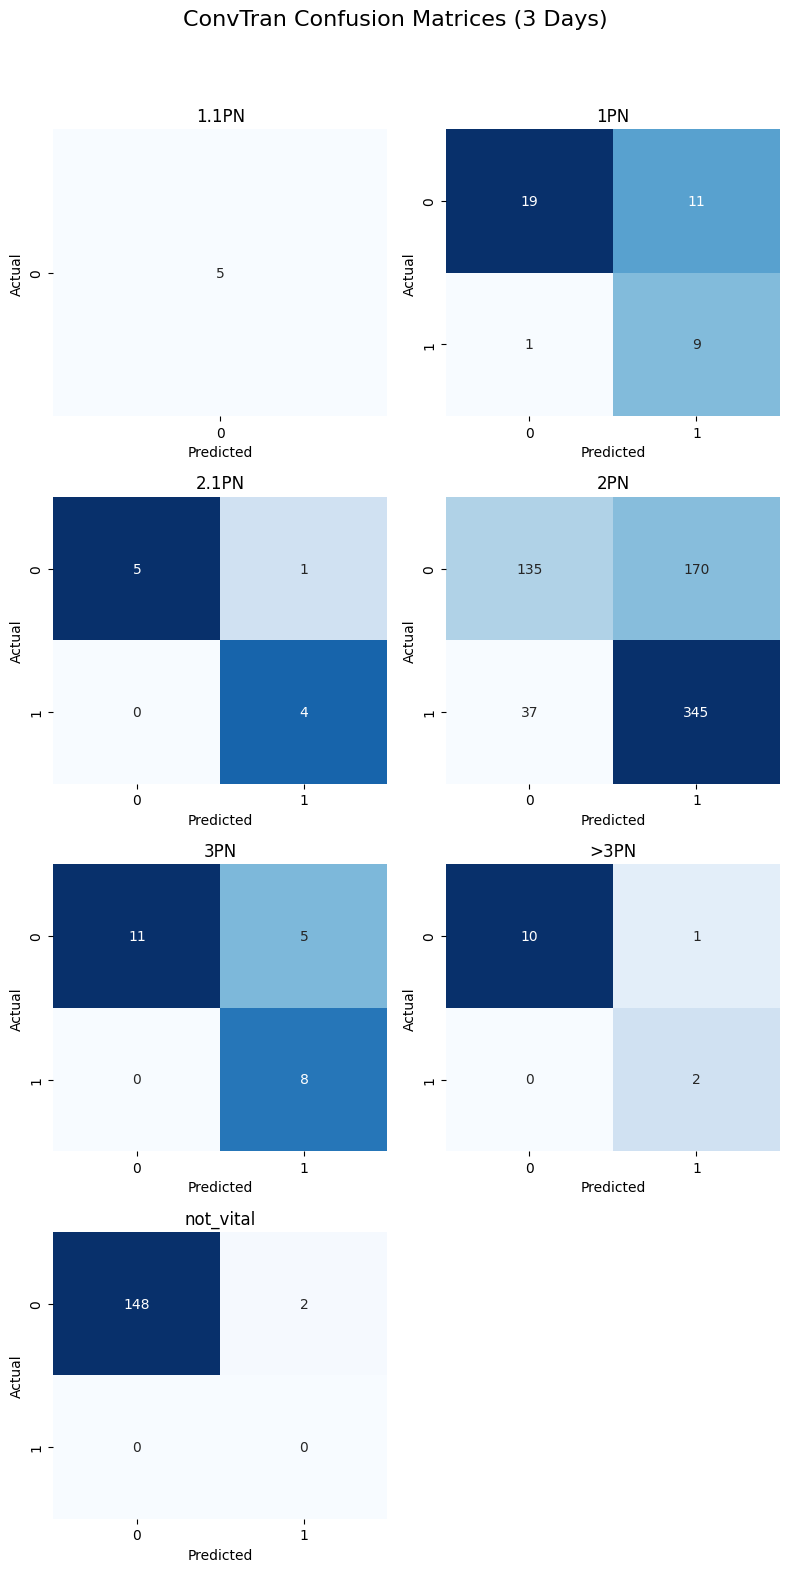 ConvTran Confusion Matrices (3 Days)
1.1PN
5
0
Actual
0
Predicted
1PN
19 11
1 9
0
1
Actual
0 1
Predicted
2.1PN
5 1
0 4
0
1
Actual
0 1
Predicted
2PN
135 170
37 345
0
1
Actual
0 1
Predicted
3PN
11 5
0 8
0
1
Actual
0 1
Predicted
>3PN
10 1
0 2
0
1
Actual
0 1
Predicted
not_vital
148 2
0 0
0
1
Actual
0 1
Predicted